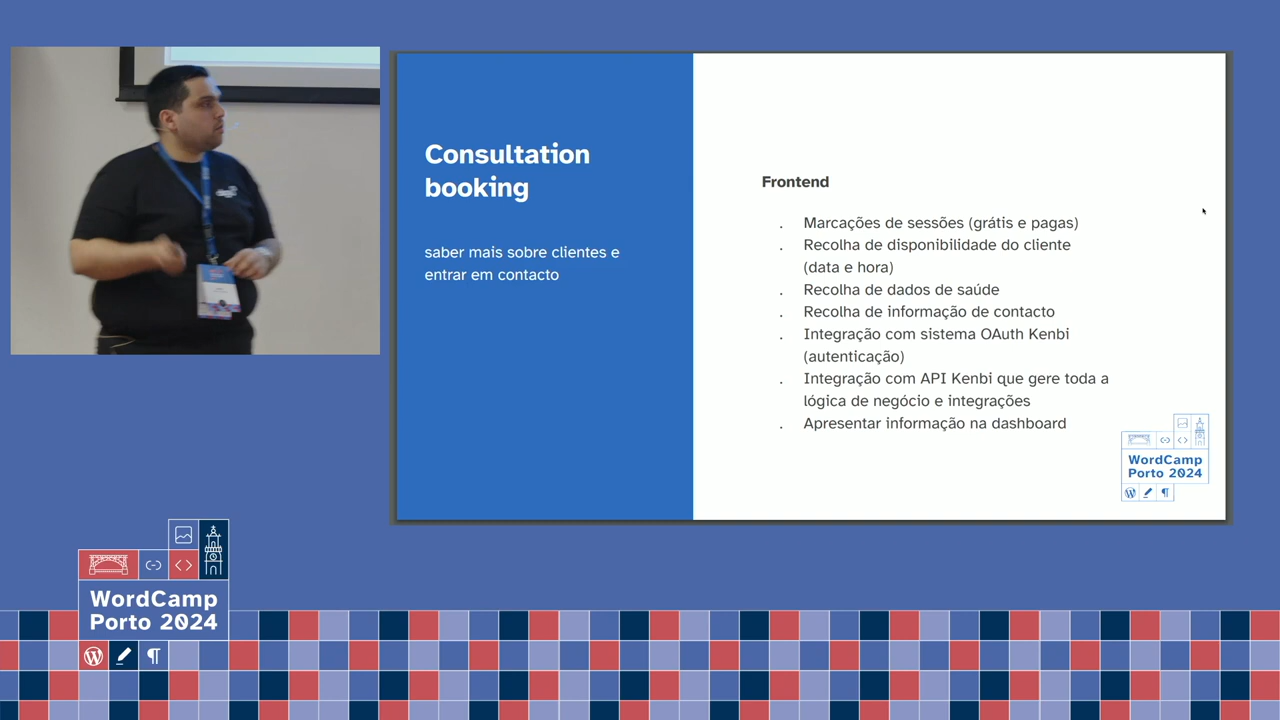 Consultation
booking
saber mais sobre clientes e
entrar em contacto
Frontend
. Marcações de sessões (grátis e pagas)
. Recolha de disponibilidade do cliente
(data e hora)
. Recolha de dados de saúde
. Recolha de informação de contacto
. Integração com sistema OAuth Kenbi
(autenticação)
. Integração com API Kenbi que gere toda a
lógica de negócio e integrações
. Apresentar informação na dashboard
WordCamp
Porto 2024
WordCamp
Porto 2024